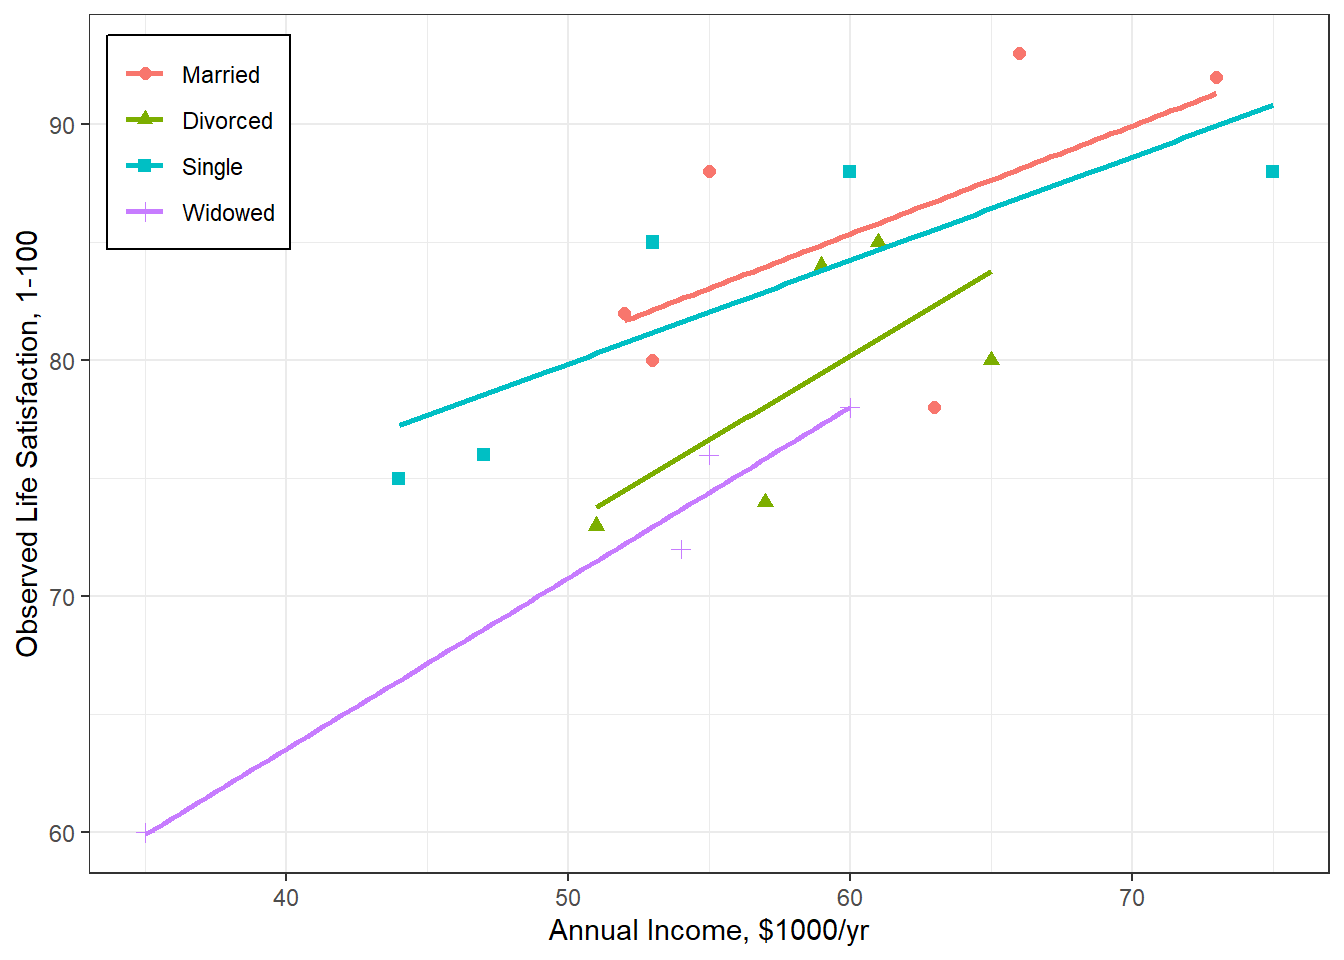 Married
Divorced
Single
Widowed
90
80
70
60
Observed Life Satisfaction, 1-100
40 50 60 70
Annual Income, $1000/yr